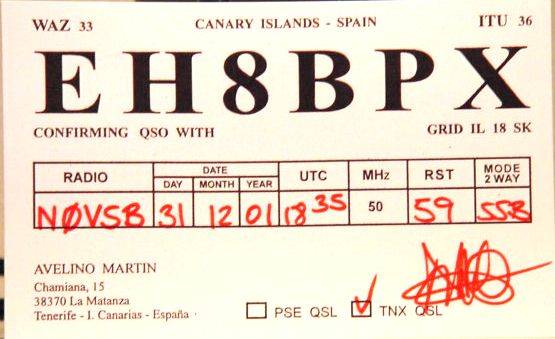 WAZ 33 CANARY ISLANDS - SPAIN ITU 36
EH8BPX
CONFIRMING QSO WITH GRID IL 18 SK
RADIO DATE UTC MHz RST MODE
DAY MONTH YEAR 2 WAY
NØVSB 31 12 01 18 35 50 59 SSB
AVELINO MARTIN
Chamiana, 15
38370 La Matanza
Tenerife - I. Canarias - España
PSE QSL TNX QSL